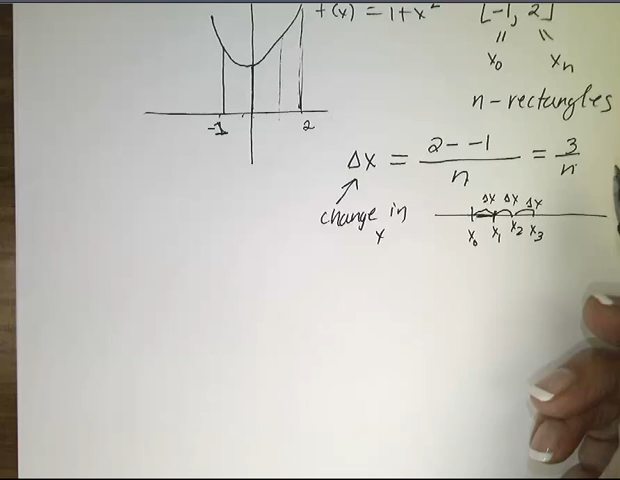 f(x) = 1 + x²
[-1, 2]
x₀ xₙ
-1 2
n - rectangles
Δx = 2 - -1 / n = 3 / n
change in x
Δx Δx Δx
x₀ x₁ x₂ x₃